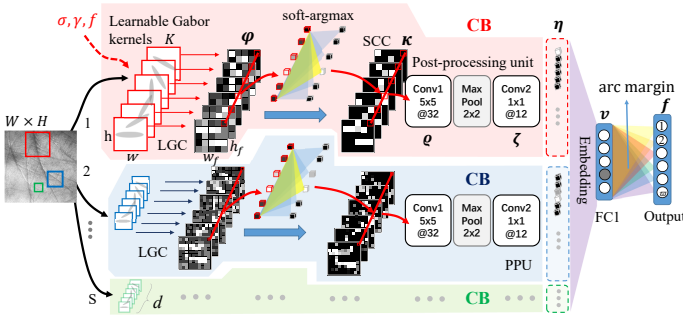 σ, γ, f
Learnable Gabor
kernels
K
φ
soft-argmax
CB
η
SCC
κ
Post-processing unit
W × H
1
h
w
LGC
w_f
h_f
Conv1
5x5
@32
Max
Pool
2x2
Conv2
1x1
@12
ϱ
ζ
arc margin
ν
f
1
2
n
Embedding
FC1
Output
2
CB
LGC
Conv1
5x5
@32
Max
Pool
2x2
Conv2
1x1
@12
PPU
S
d
CB